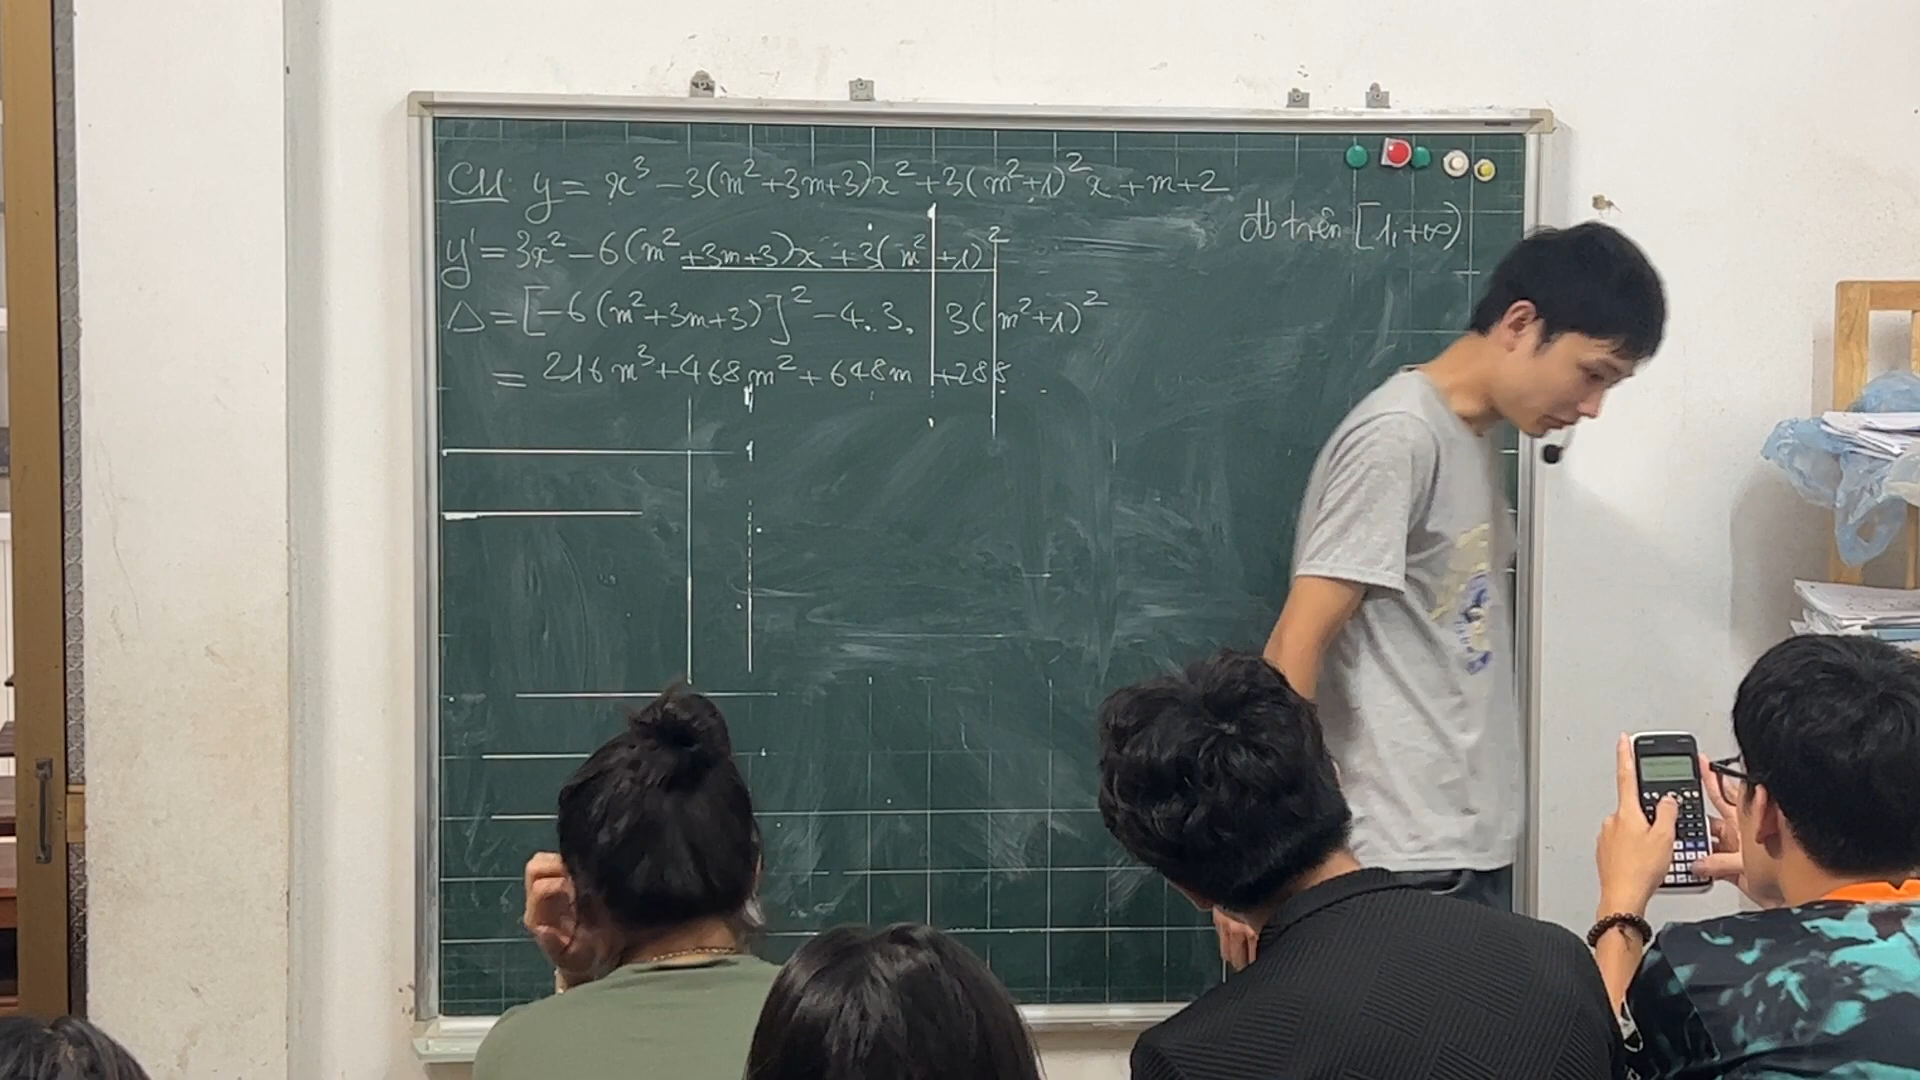 CM: y = x³ - 3(m² + 3m + 3)x² + 3(m² + 1)²x + m + 2
đb trên [1, +∞)
y' = 3x² - 6(m² + 3m + 3)x + 3(m² + 1)²
Δ = [-6(m² + 3m + 3)]² - 4.3. 3(m² + 1)²
= 216m³ + 468m² + 648m + 288